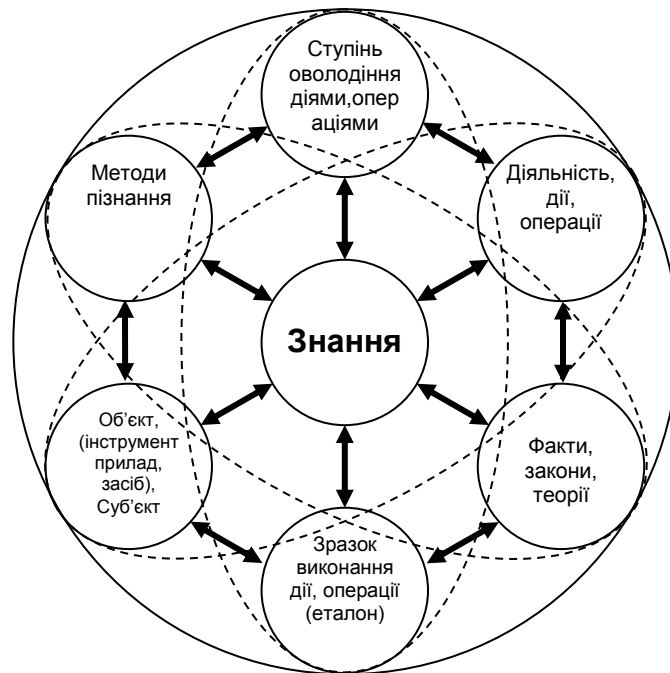 Ступінь
оволодіння
діями,опер
аціями
Методи
пізнання
Діяльність,
дії,
операції
Знання
Об’єкт,
(інструмент
прилад,
засіб),
Суб’єкт
Факти,
закони,
теорії
Зразок
виконання
дії, операції
(еталон)